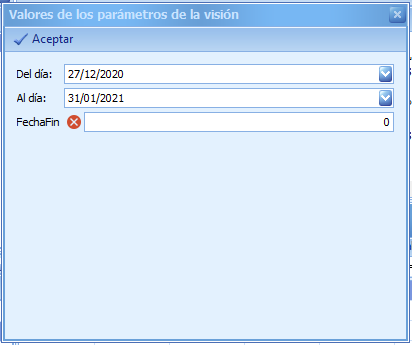 Valores de los parámetros de la visión
Aceptar
Del día: 27/12/2020
Al día: 31/01/2021
FechaFin 0